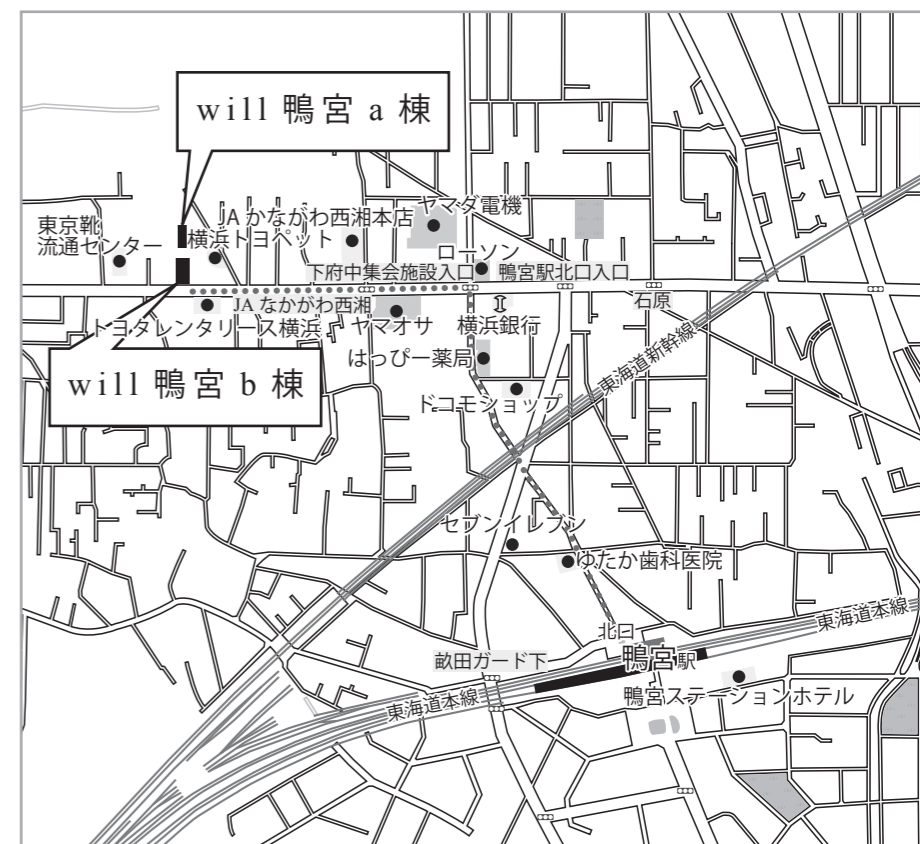 will 鴨宮 a 棟
東京靴
流通センター
横浜トヨペット
JA かながわ西湘本店
ヤマダ電機
ローソン
下府中集会施設入口
鴨宮駅北口入口
石原
JA なかがわ西湘
トヨタレンタリース横浜
ヤマオサ
横浜銀行
will 鴨宮 b 棟
はっぴー薬局
ドコモショップ
東海道新幹線
セブンイレブン
ゆたか歯科医院
東海道本線
北口
畝田ガード下
鴨宮駅
東海道本線
鴨宮ステーションホテル